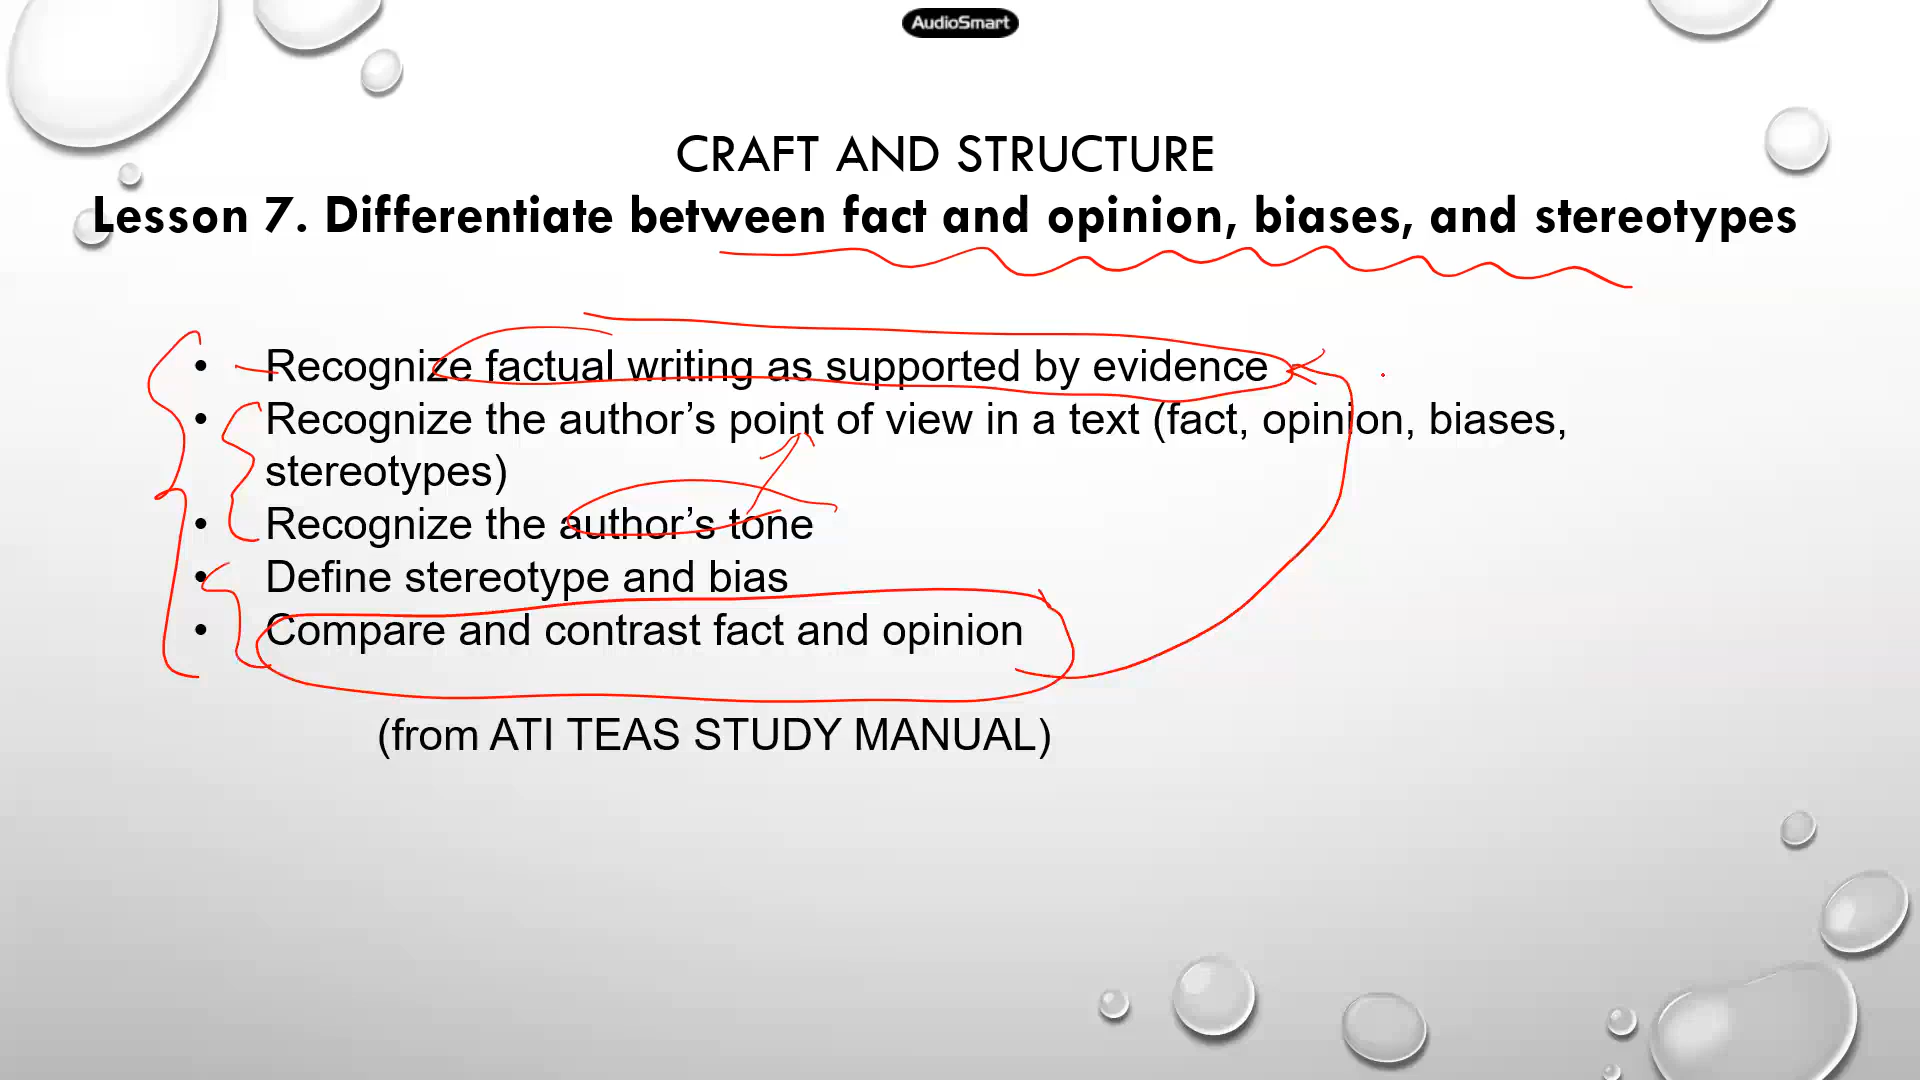 AudioSmart
CRAFT AND STRUCTURE
Lesson 7. Differentiate between fact and opinion, biases, and stereotypes
• Recognize factual writing as supported by evidence
• Recognize the author’s point of view in a text (fact, opinion, biases,
stereotypes)
• Recognize the author’s tone
• Define stereotype and bias
• Compare and contrast fact and opinion
(from ATI TEAS STUDY MANUAL)